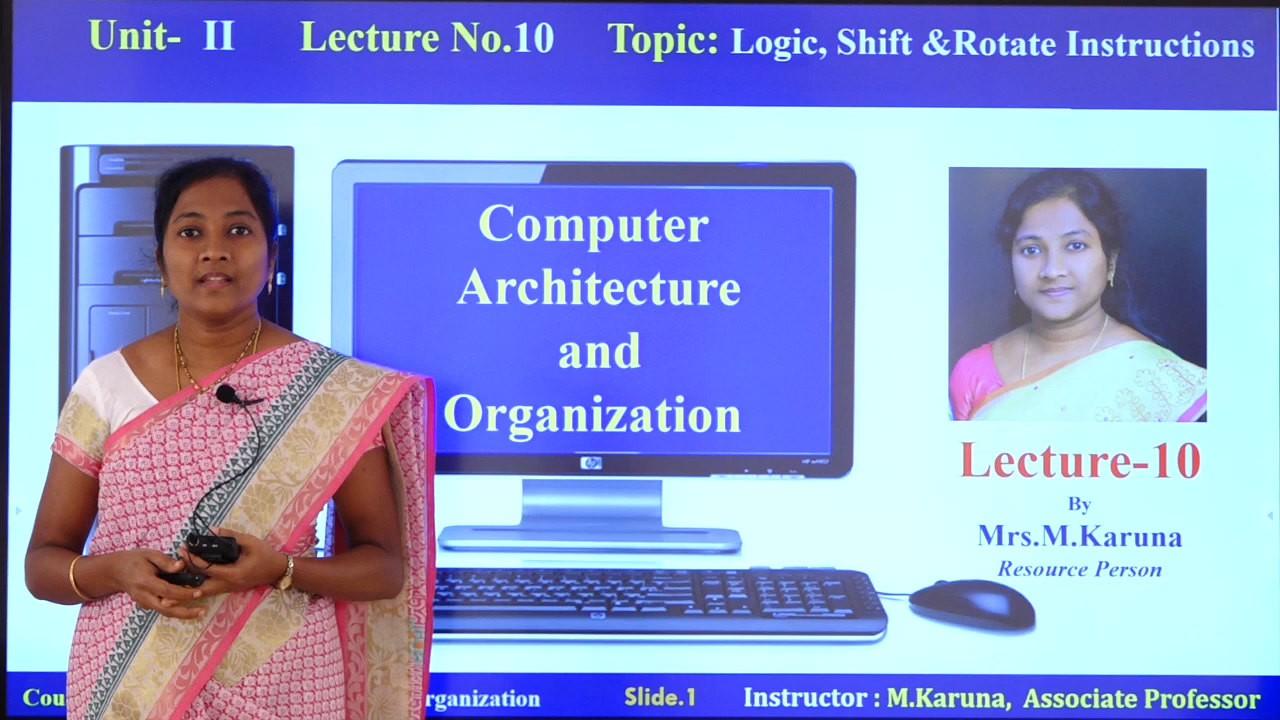 Unit- II Lecture No.10 Topic: Logic, Shift &Rotate Instructions
Computer
Architecture
and
Organization
hp
Lecture-10
By
Mrs.M.Karuna
Resource Person
Slide.1 Instructor : M.Karuna, Associate Professor